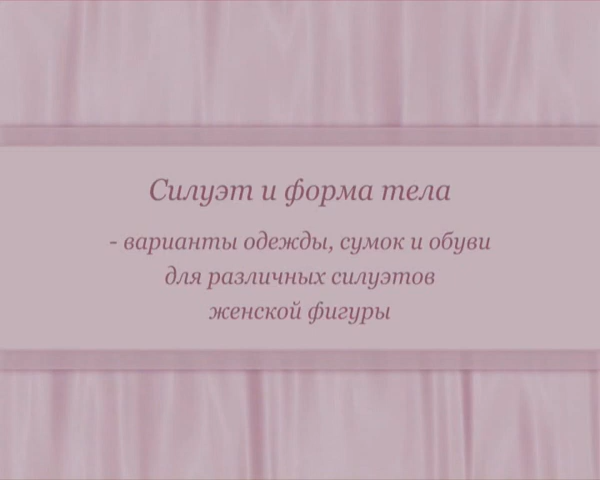 Силуэт и форма тела
- варианты одежды, сумок и обуви
для различных силуэтов
женской фигуры